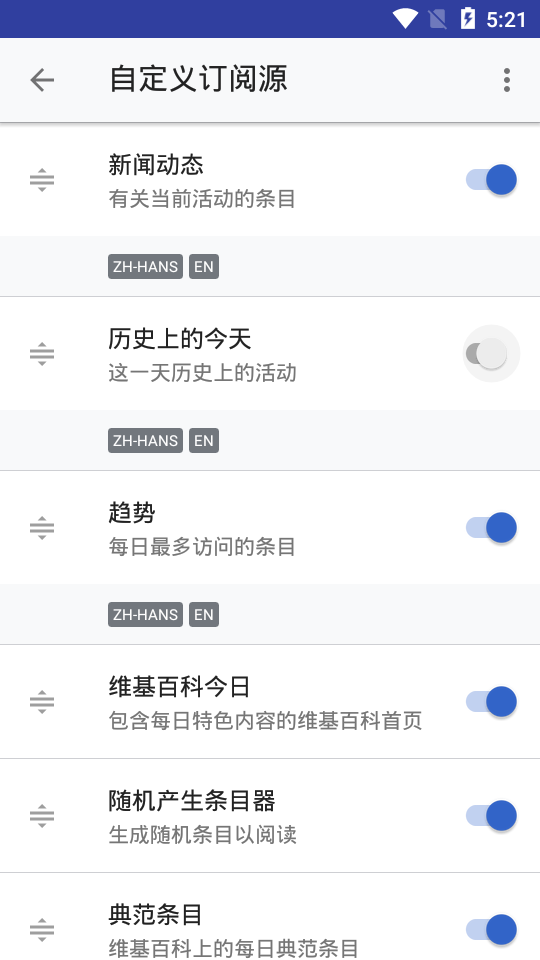 5:21
自定义订阅源
新闻动态
有关当前活动的条目
ZH-HANS EN
历史上的今天
这一天历史上的活动
ZH-HANS EN
趋势
每日最多访问的条目
ZH-HANS EN
维基百科今日
包含每日特色内容的维基百科首页
随机产生条目器
生成随机条目以阅读
典范条目
维基百科上的每日典范条目